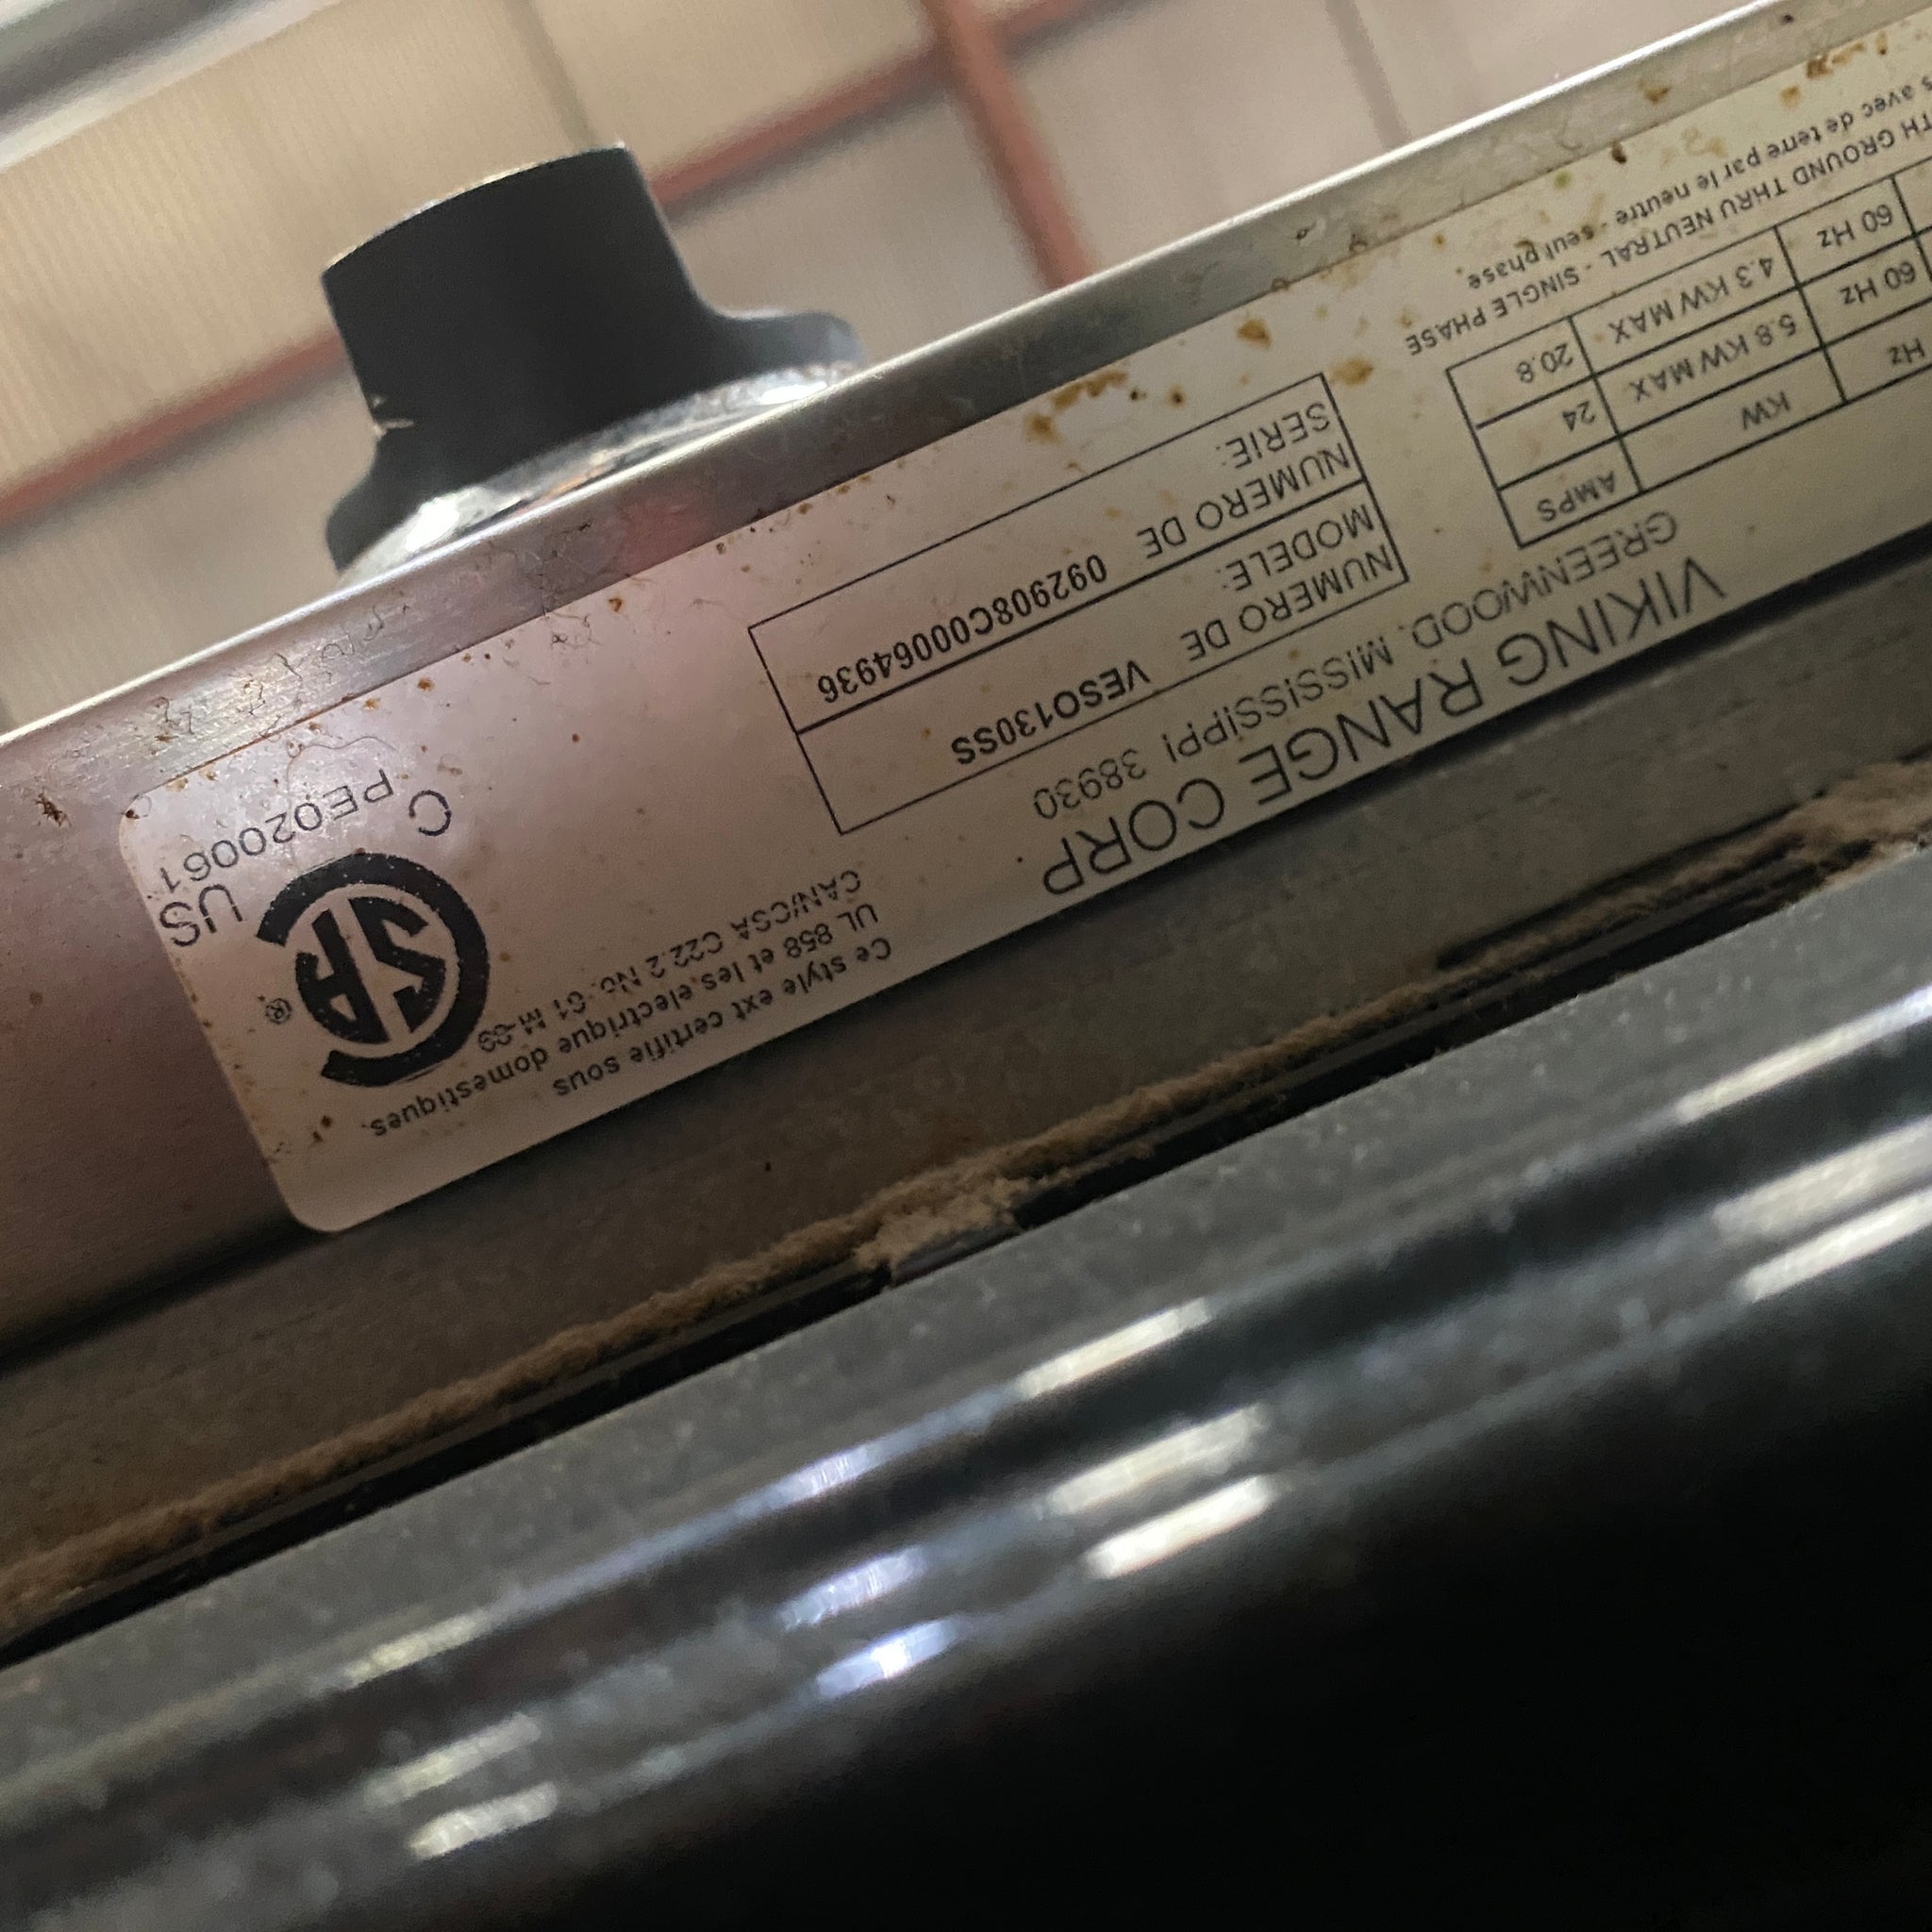 VIKING RANGE CORP
GREENWOOD, MISSISSIPPI 38930
NUMERO DE MODELE: VESO130SS
NUMERO DE SERIE: 092908C00064936
Hz KW AMPS
60 Hz 5.8 KW MAX 24
60 Hz 4.3 KW MAX 20.8
GROUND THRU NEUTRAL - SINGLE PHASE
avec de terre par le neutre - seul phase
Ce style ext certifie sous
UL 858 et les electrique domestiques.
CAN/CSA C22.2 No. 61 M-89
C SA ® US
PE020061